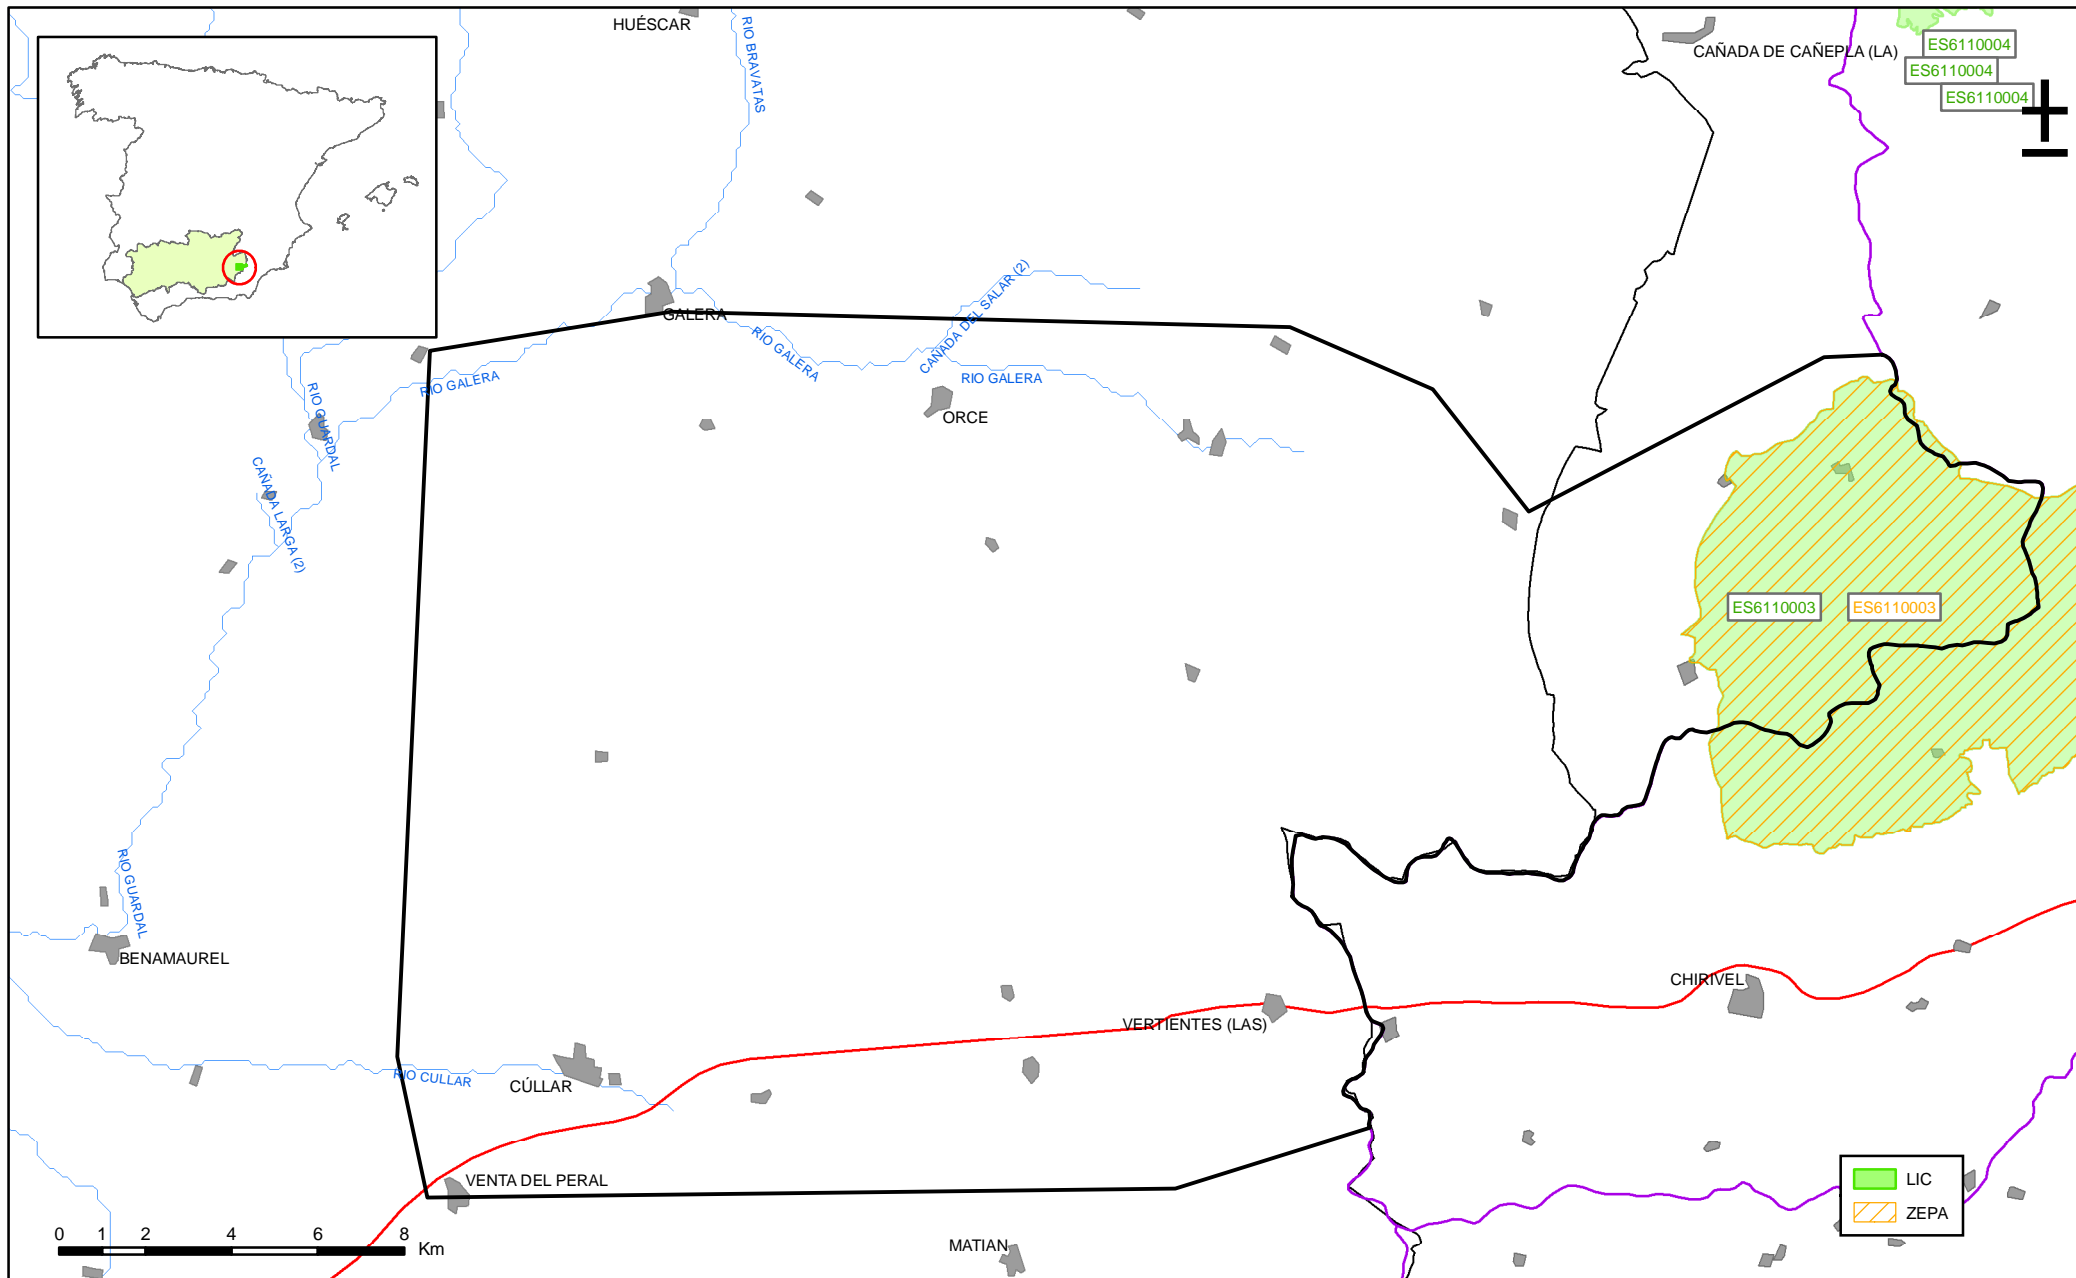 HUÉSCAR
RIO BRAVATAS
CAÑADA DE CAÑEPLA (LA)
ES6110004
ES6110004
ES6110004
GALERA
RIO GALERA
CAÑADA DEL SALAR (2)
RIO GALERA
RIO GALERA
ORCE
RIO GUARDAL
CAÑADA LARGA (2)
ES6110003
ES6110003
RIO GUARDAL
BENAMAUREL
CHIRIVEL
VERTIENTES (LAS)
RIO CULLAR
CÚLLAR
VENTA DEL PERAL
MATIAN
0 1 2 4 6 8
Km
LIC
ZEPA